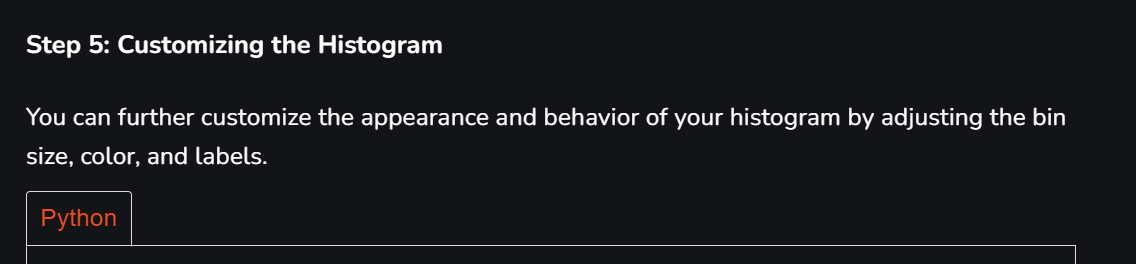 Step 5: Customizing the Histogram
You can further customize the appearance and behavior of your histogram by adjusting the bin
size, color, and labels.
Python